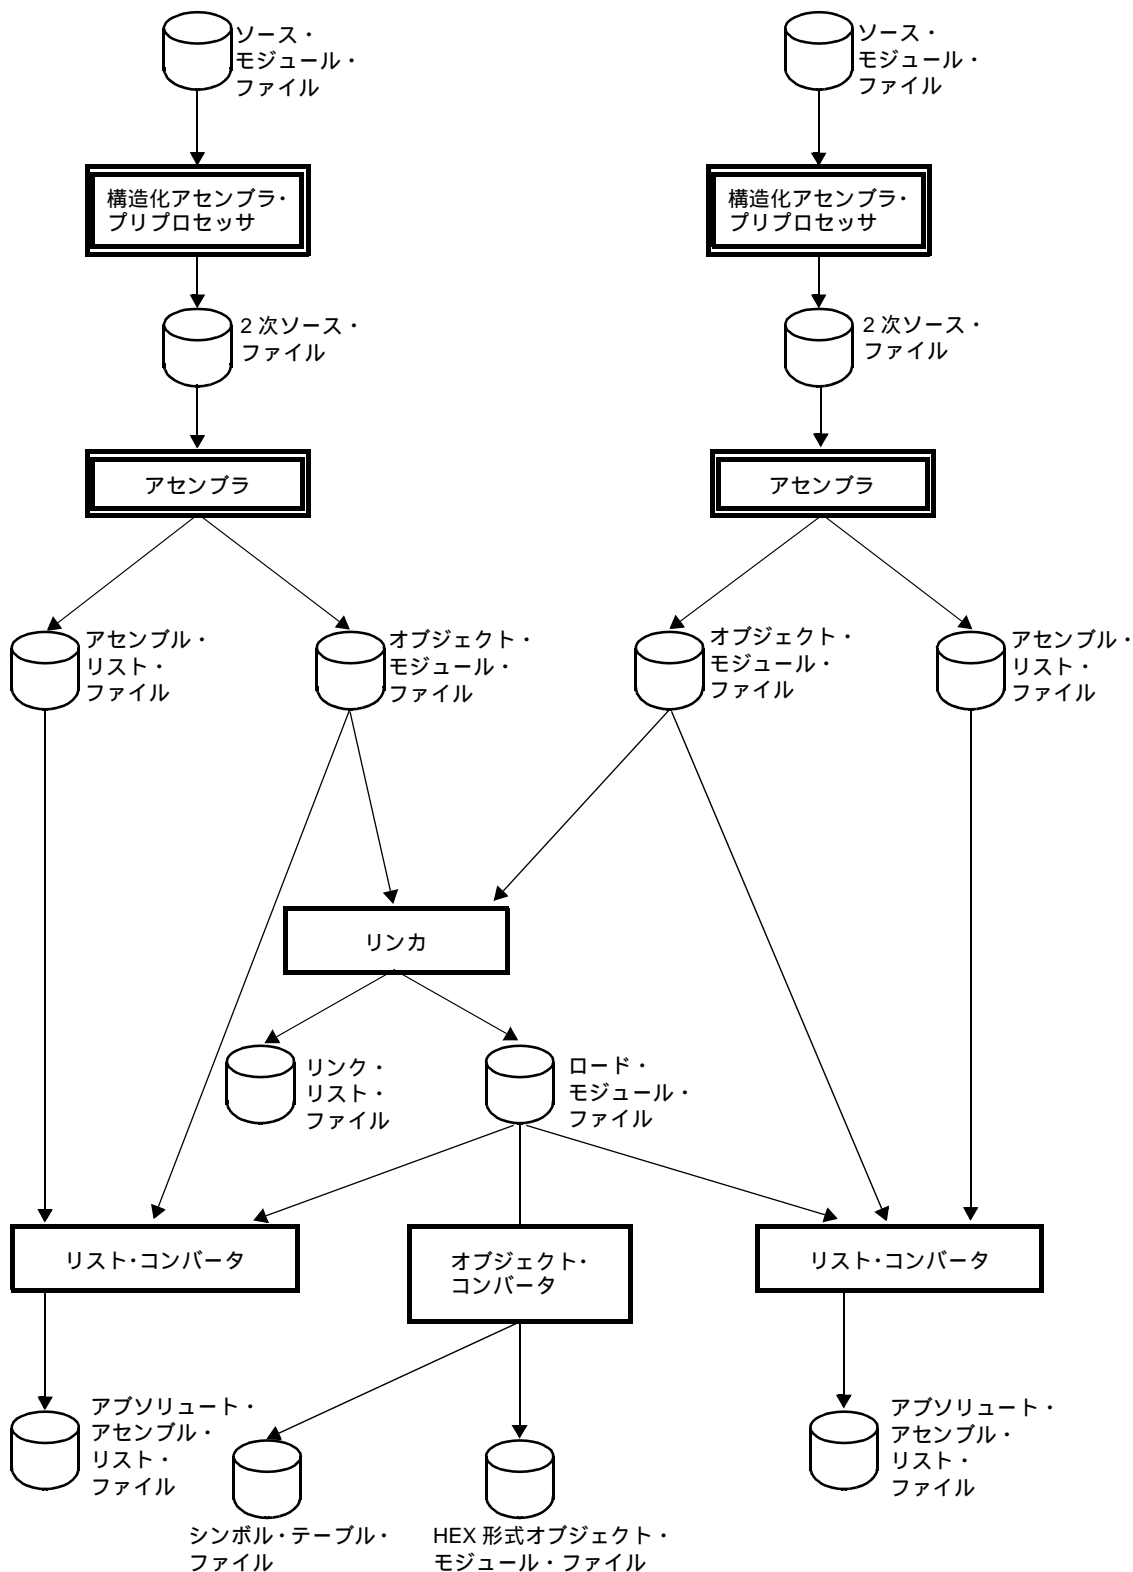 ソース・
モジュール・
ファイル
ソース・
モジュール・
ファイル
構造化アセンブラ・
プリプロセッサ
構造化アセンブラ・
プリプロセッサ
2 次ソース・
ファイル
2 次ソース・
ファイル
アセンブラ
アセンブラ
アセンブル・
リスト・
ファイル
オブジェクト・
モジュール・
ファイル
オブジェクト・
モジュール・
ファイル
アセンブル・
リスト・
ファイル
リンカ
リンク・
リスト・
ファイル
ロード・
モジュール・
ファイル
リスト・コンバータ
オブジェクト・
コンバータ
リスト・コンバータ
アブソリュート・
アセンブル・
リスト・
ファイル
シンボル・テーブル・
ファイル
HEX 形式オブジェクト・
モジュール・ファイル
アブソリュート・
アセンブル・
リスト・
ファイル